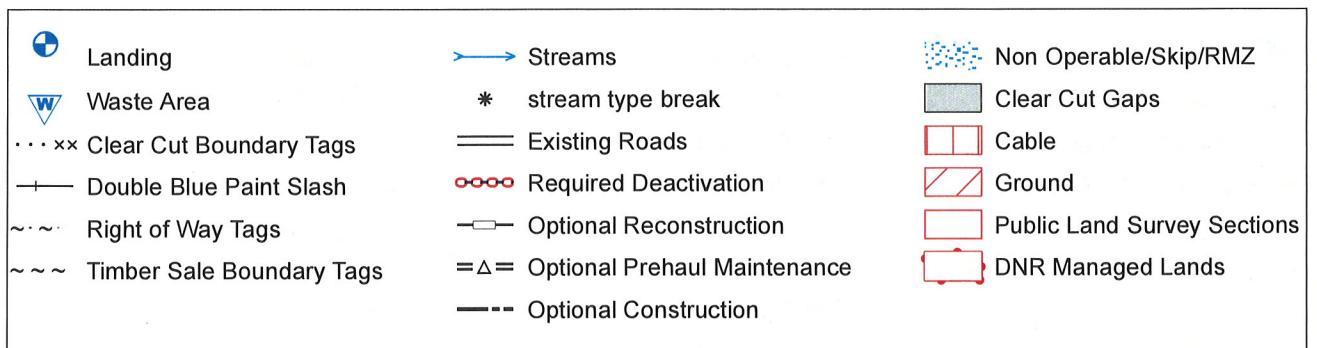 Landing
W
Waste Area
Clear Cut Boundary Tags
Double Blue Paint Slash
Right of Way Tags
Timber Sale Boundary Tags
Streams
stream type break
Existing Roads
Required Deactivation
Optional Reconstruction
Optional Prehaul Maintenance
Optional Construction
Non Operable/Skip/RMZ
Clear Cut Gaps
Cable
Ground
Public Land Survey Sections
DNR Managed Lands